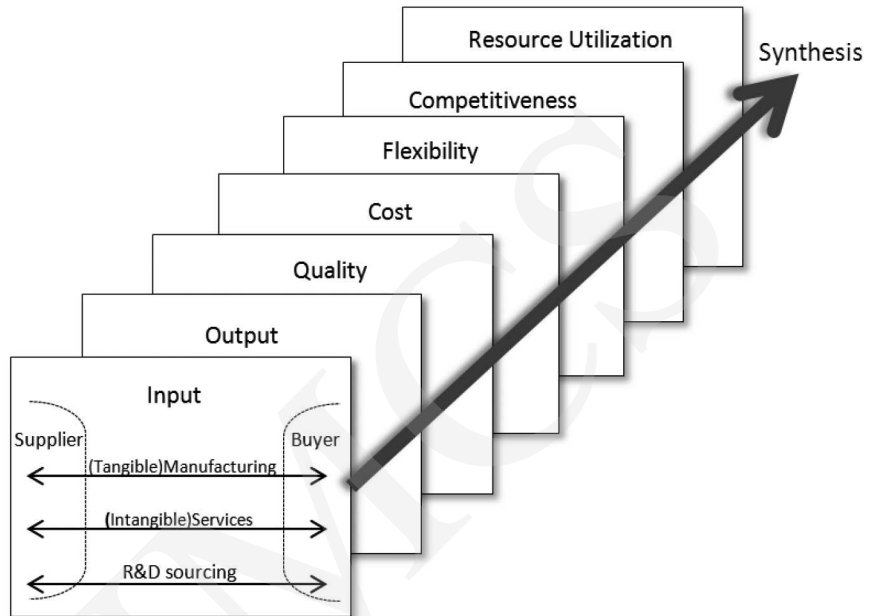 Resource Utilization
Synthesis
Competitiveness
Flexibility
Cost
Quality
Output
Input
Supplier
Buyer
(Tangible)Manufacturing
(Intangible)Services
R&D sourcing